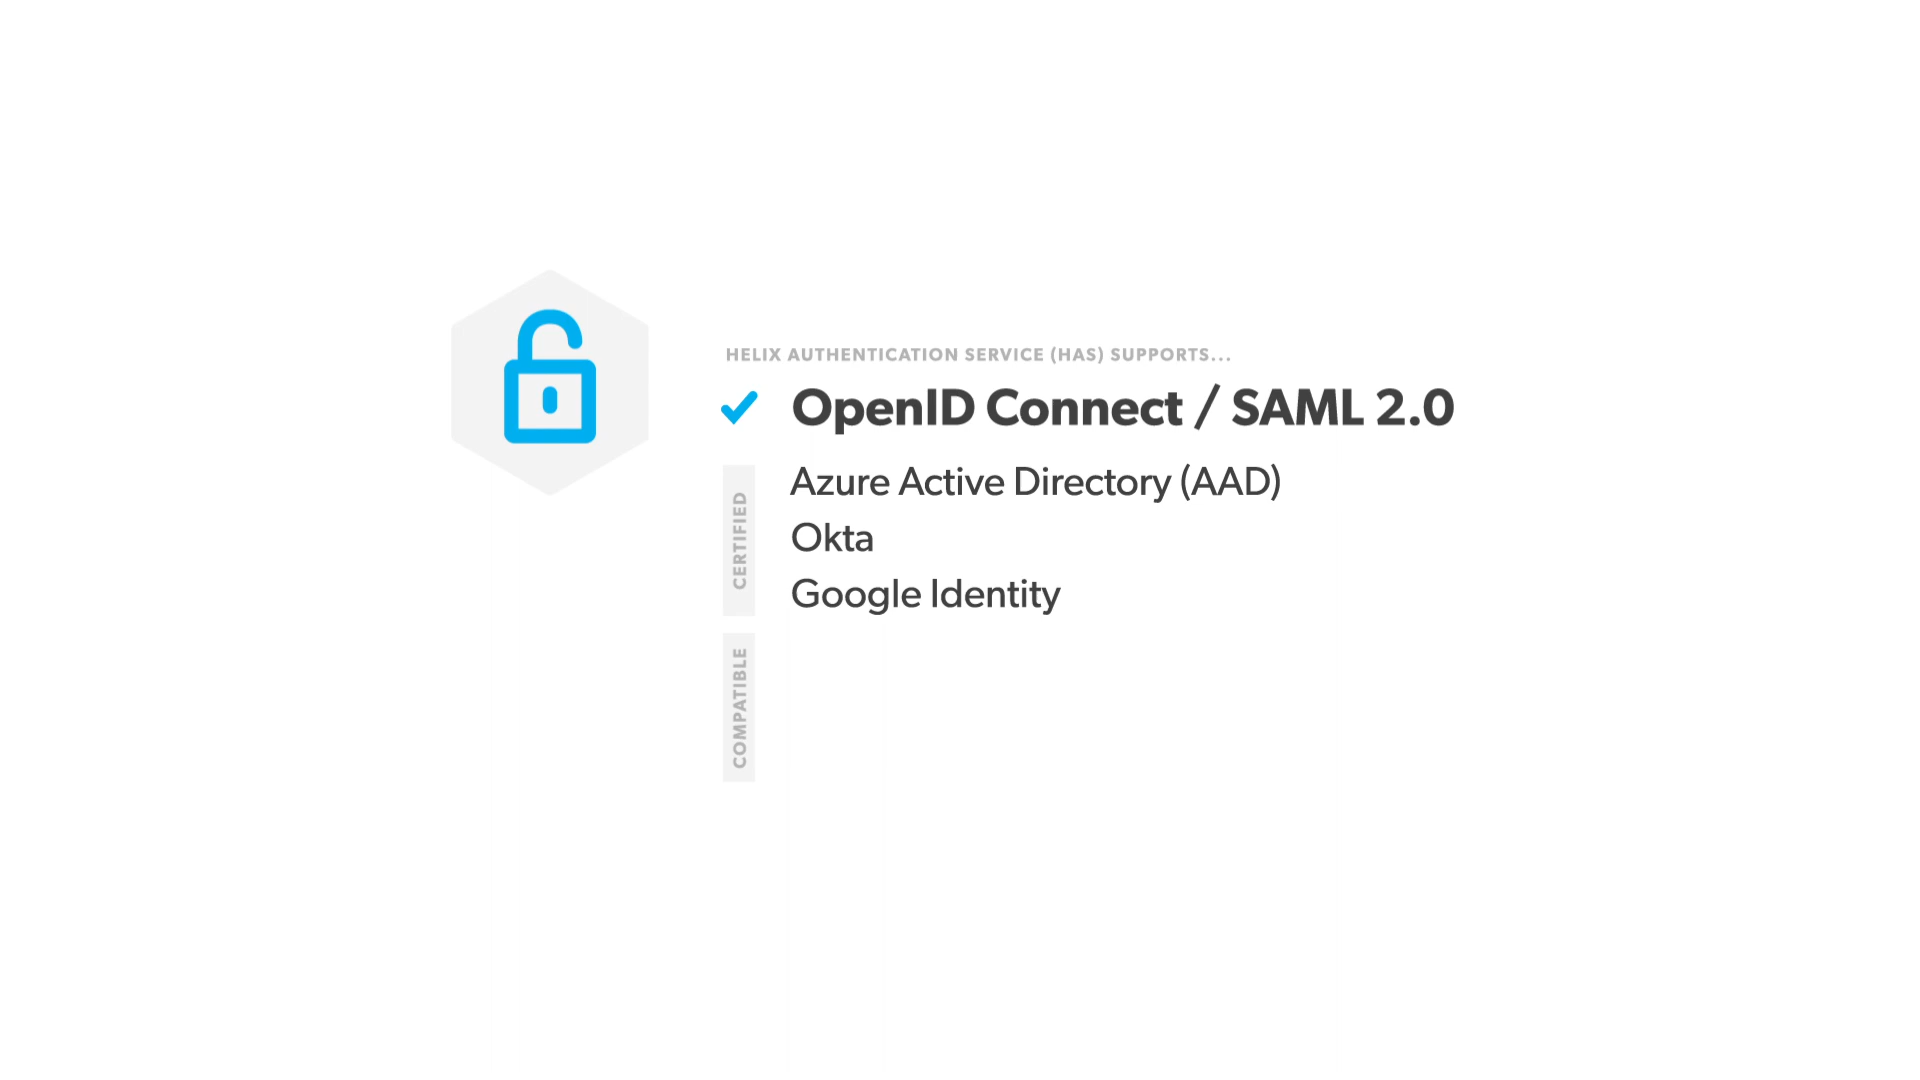 HELIX AUTHENTICATION SERVICE (HAS) SUPPORTS...
OpenID Connect / SAML 2.0
CERTIFIED
Azure Active Directory (AAD)
Okta
Google Identity
COMPATIBLE